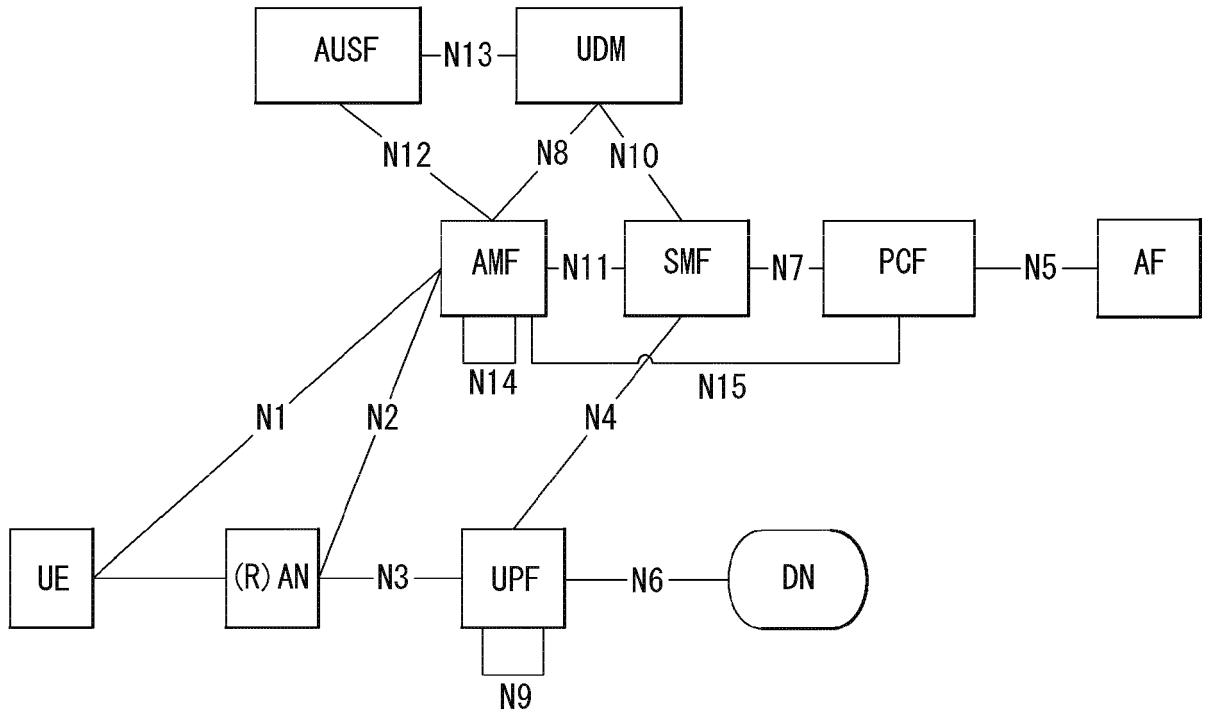 AUSF
N13
UDM
N12
N8
N10
AMF
N11
SMF
N7
PCF
N5
AF
N14
N15
N1
N2
N4
UE
(R) AN
N3
UPF
N6
DN
N9